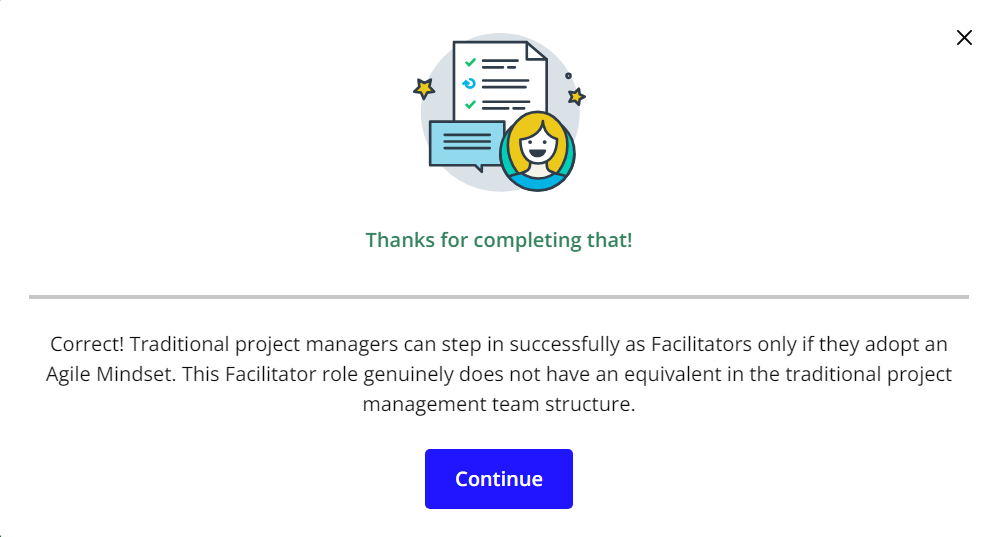 Thanks for completing that!
Correct! Traditional project managers can step in successfully as Facilitators only if they adopt an
Agile Mindset. This Facilitator role genuinely does not have an equivalent in the traditional project
management team structure.
Continue